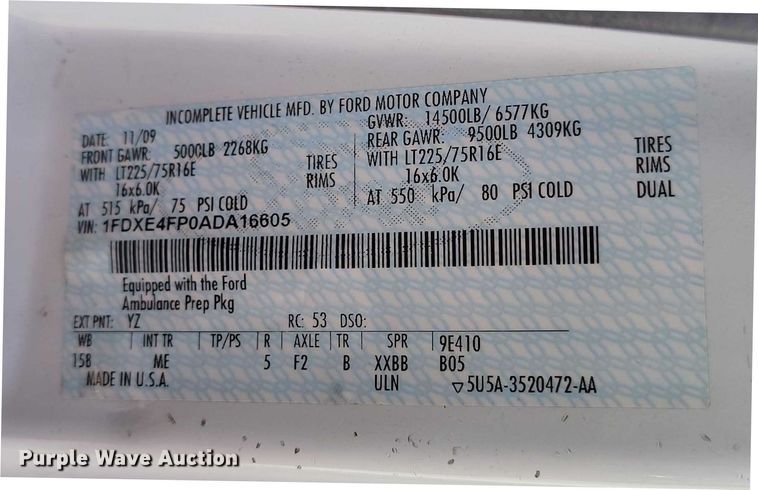 INCOMPLETE VEHICLE MFD. BY FORD MOTOR COMPANY
DATE: 11/09 GVWR: 14500LB/ 6577KG
FRONT GAWR: 5000LB 2268KG REAR GAWR: 9500LB 4309KG
WITH LT225/75R16E TIRES WITH LT225/75R16E TIRES
16x6.0K RIMS 16x6.0K RIMS
AT 515 kPa/ 75 PSI COLD AT 550 kPa/ 80 PSI COLD DUAL
VIN: 1FDXE4FP0ADA16605
Equipped with the Ford
Ambulance Prep Pkg
EXT PNT: YZ RC: 53 DSO:
WB INT TR TP/PS R AXLE TR SPR 9E410
158 ME 5 F2 B XXBB B05
MADE IN U.S.A. ULN ▽5U5A-3520472-AA
Purple Wave Auction